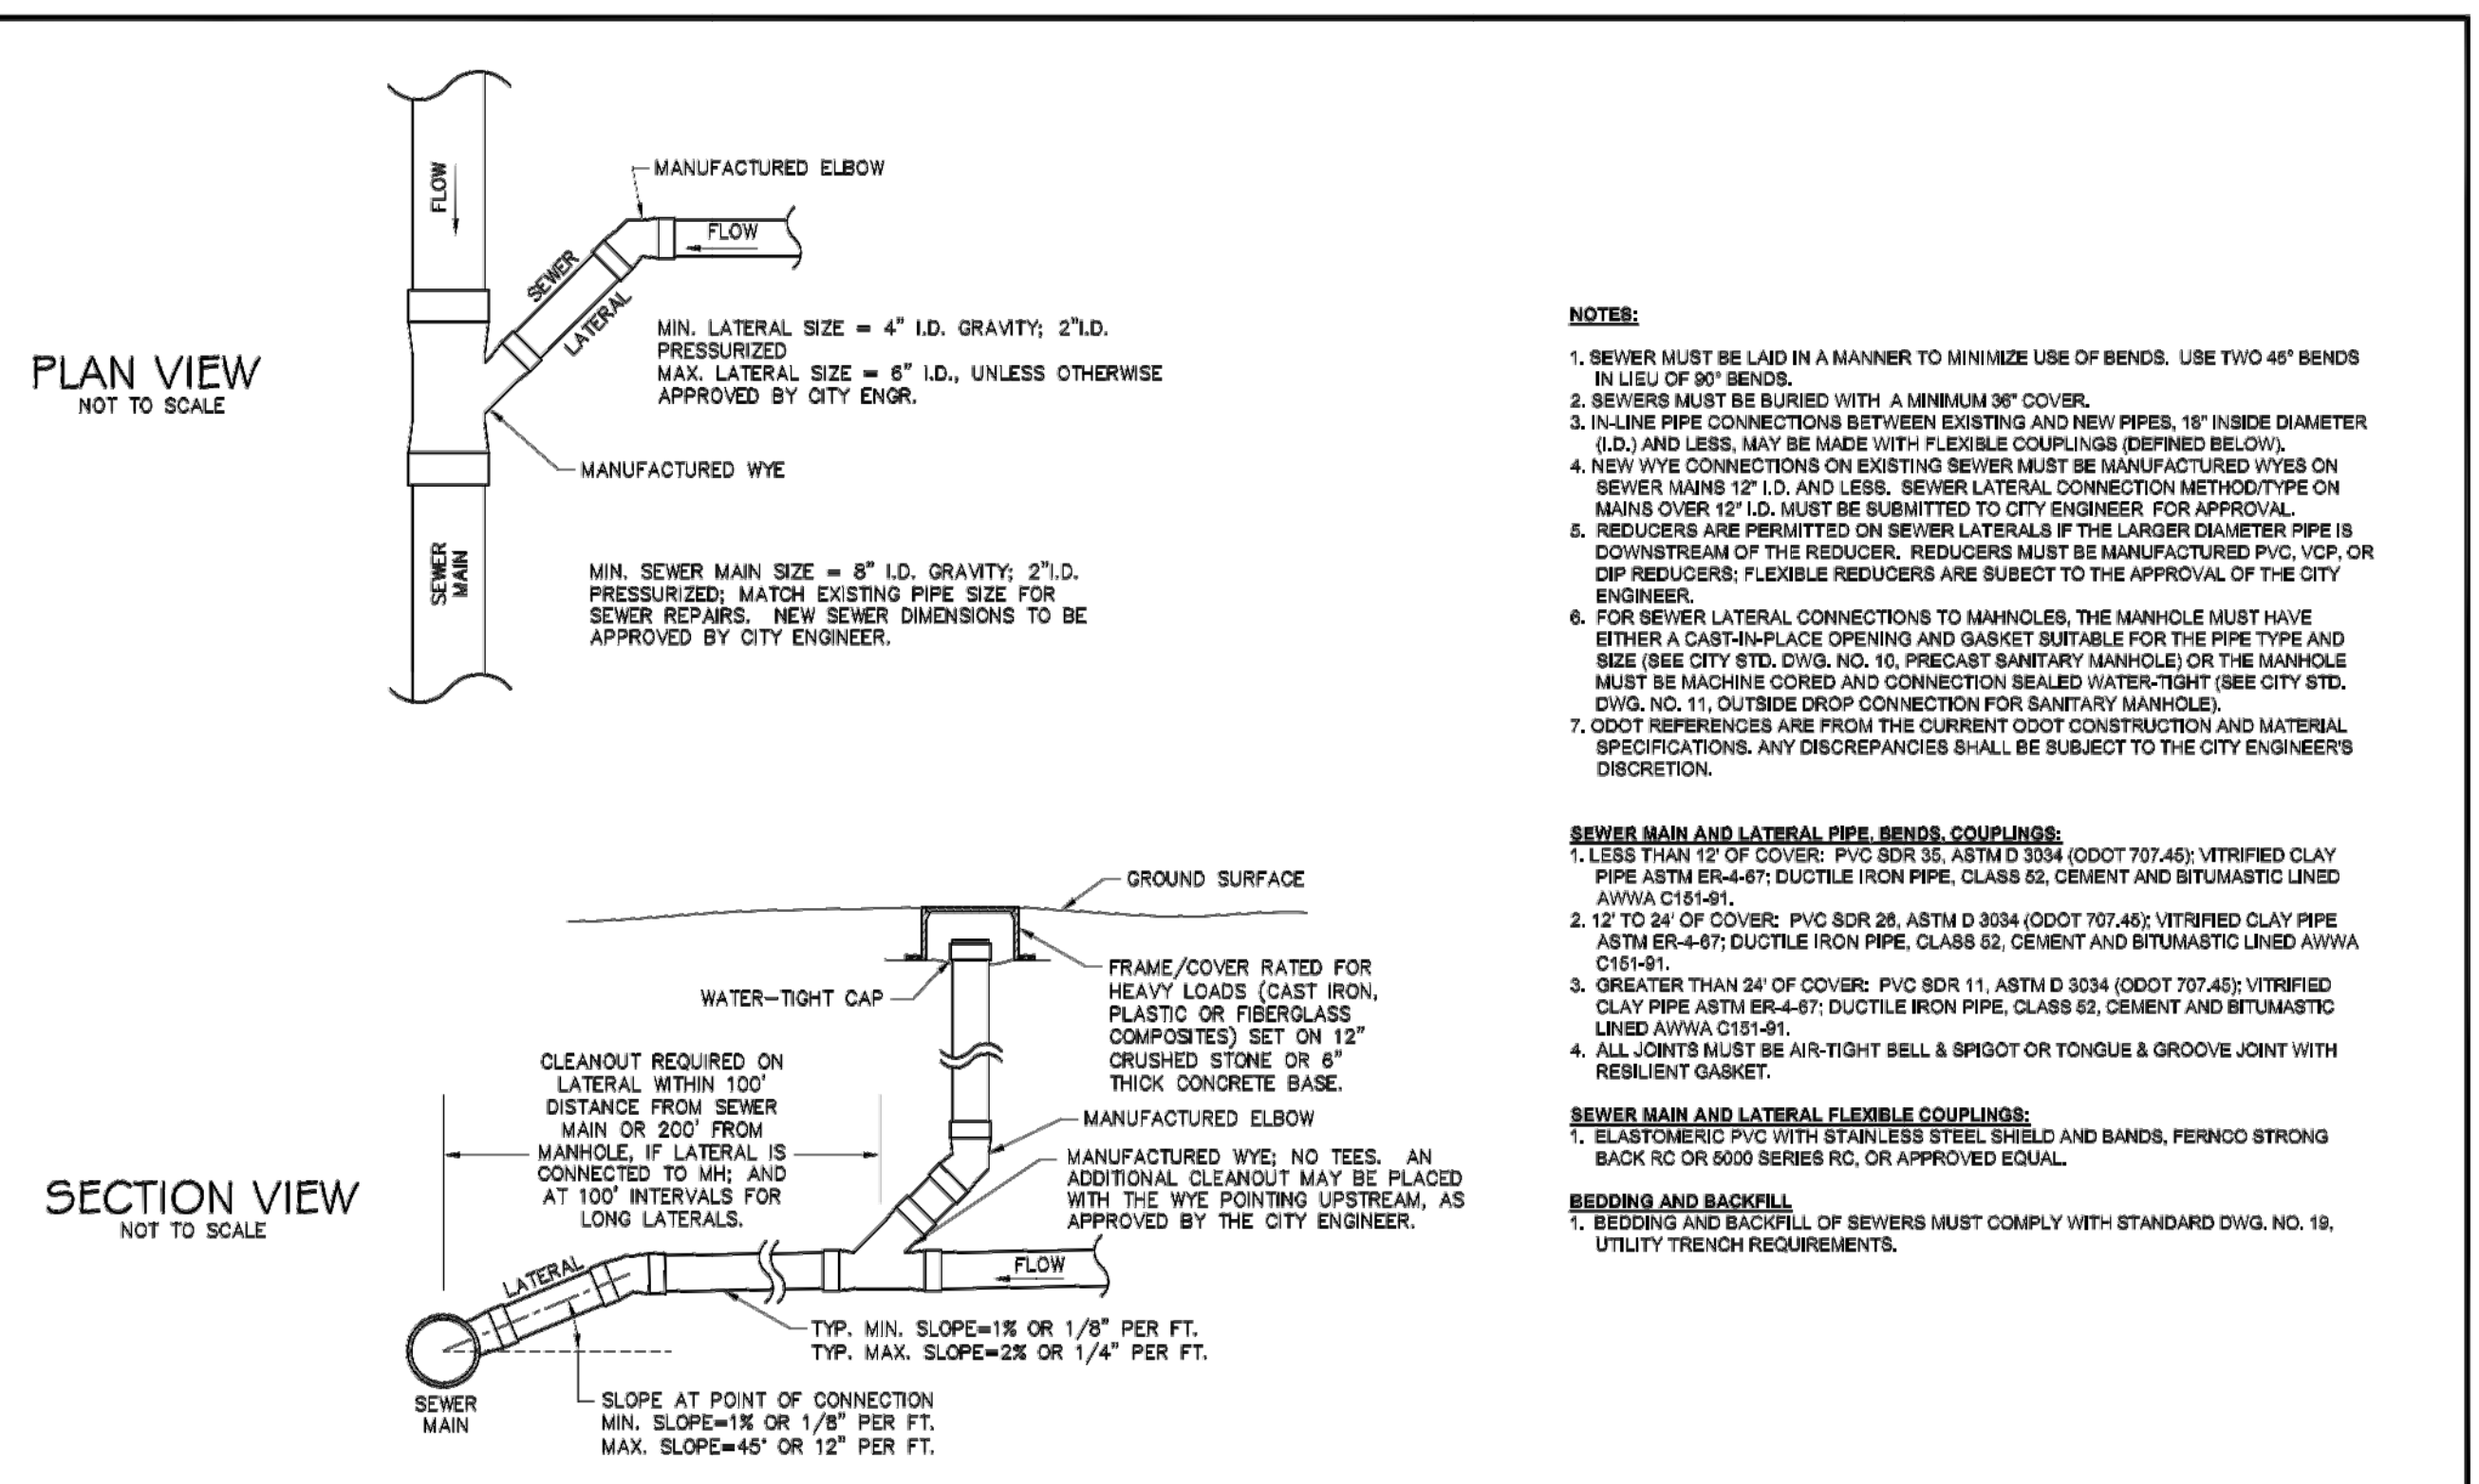 FLOW
MANUFACTURED ELBOW
FLOW
SEWER
LATERAL
MIN. LATERAL SIZE = 4" I.D. GRAVITY; 2"I.D.
PRESSURIZED
MAX. LATERAL SIZE = 6" I.D., UNLESS OTHERWISE
APPROVED BY CITY ENGR.
PLAN VIEW
NOT TO SCALE
MANUFACTURED WYE
SEWER
MAIN
MIN. SEWER MAIN SIZE = 8" I.D. GRAVITY; 2"I.D.
PRESSURIZED; MATCH EXISTING PIPE SIZE FOR
SEWER REPAIRS. NEW SEWER DIMENSIONS TO BE
APPROVED BY CITY ENGINEER.
GROUND SURFACE
WATER-TIGHT CAP
FRAME/COVER RATED FOR
HEAVY LOADS (CAST IRON,
PLASTIC OR FIBERGLASS
COMPOSITES) SET ON 12"
CRUSHED STONE OR 6"
THICK CONCRETE BASE.
CLEANOUT REQUIRED ON
LATERAL WITHIN 100'
DISTANCE FROM SEWER
MAIN OR 200' FROM
MANHOLE, IF LATERAL IS
CONNECTED TO MH; AND
AT 100' INTERVALS FOR
LONG LATERALS.
MANUFACTURED ELBOW
MANUFACTURED WYE; NO TEES. AN
ADDITIONAL CLEANOUT MAY BE PLACED
WITH THE WYE POINTING UPSTREAM, AS
APPROVED BY THE CITY ENGINEER.
SECTION VIEW
NOT TO SCALE
LATERAL
FLOW
TYP. MIN. SLOPE=1% OR 1/8" PER FT.
TYP. MAX. SLOPE=2% OR 1/4" PER FT.
SEWER
MAIN
SLOPE AT POINT OF CONNECTION
MIN. SLOPE=1% OR 1/8" PER FT.
MAX. SLOPE=45° OR 12" PER FT.
NOTES:
1. SEWER MUST BE LAID IN A MANNER TO MINIMIZE USE OF BENDS. USE TWO 45° BENDS
IN LIEU OF 90° BENDS.
2. SEWERS MUST BE BURIED WITH A MINIMUM 36" COVER.
3. IN-LINE PIPE CONNECTIONS BETWEEN EXISTING AND NEW PIPES, 18" INSIDE DIAMETER
(I.D.) AND LESS, MAY BE MADE WITH FLEXIBLE COUPLINGS (DEFINED BELOW).
4. NEW WYE CONNECTIONS ON EXISTING SEWER MUST BE MANUFACTURED WYES ON
SEWER MAINS 12" I.D. AND LESS. SEWER LATERAL CONNECTION METHOD/TYPE ON
MAINS OVER 12" I.D. MUST BE SUBMITTED TO CITY ENGINEER FOR APPROVAL.
5. REDUCERS ARE PERMITTED ON SEWER LATERALS IF THE LARGER DIAMETER PIPE IS
DOWNSTREAM OF THE REDUCER. REDUCERS MUST BE MANUFACTURED PVC, VCP, OR
DIP REDUCERS; FLEXIBLE REDUCERS ARE SUBECT TO THE APPROVAL OF THE CITY
ENGINEER.
6. FOR SEWER LATERAL CONNECTIONS TO MAHNOLES, THE MANHOLE MUST HAVE
EITHER A CAST-IN-PLACE OPENING AND GASKET SUITABLE FOR THE PIPE TYPE AND
SIZE (SEE CITY STD. DWG. NO. 10, PRECAST SANITARY MANHOLE) OR THE MANHOLE
MUST BE MACHINE CORED AND CONNECTION SEALED WATER-TIGHT (SEE CITY STD.
DWG. NO. 11, OUTSIDE DROP CONNECTION FOR SANITARY MANHOLE).
7. ODOT REFERENCES ARE FROM THE CURRENT ODOT CONSTRUCTION AND MATERIAL
SPECIFICATIONS. ANY DISCREPANCIES SHALL BE SUBJECT TO THE CITY ENGINEER'S
DISCRETION.
SEWER MAIN AND LATERAL PIPE, BENDS, COUPLINGS:
1. LESS THAN 12' OF COVER: PVC SDR 35, ASTM D 3034 (ODOT 707.45); VITRIFIED CLAY
PIPE ASTM ER-4-67; DUCTILE IRON PIPE, CLASS 52, CEMENT AND BITUMASTIC LINED
AWWA C151-91.
2. 12' TO 24' OF COVER: PVC SDR 26, ASTM D 3034 (ODOT 707.45); VITRIFIED CLAY PIPE
ASTM ER-4-67; DUCTILE IRON PIPE, CLASS 52, CEMENT AND BITUMASTIC LINED AWWA
C151-91.
3. GREATER THAN 24' OF COVER: PVC SDR 11, ASTM D 3034 (ODOT 707.45); VITRIFIED
CLAY PIPE ASTM ER-4-67; DUCTILE IRON PIPE, CLASS 52, CEMENT AND BITUMASTIC
LINED AWWA C151-91.
4. ALL JOINTS MUST BE AIR-TIGHT BELL & SPIGOT OR TONGUE & GROOVE JOINT WITH
RESILIENT GASKET.
SEWER MAIN AND LATERAL FLEXIBLE COUPLINGS:
1. ELASTOMERIC PVC WITH STAINLESS STEEL SHIELD AND BANDS, FERNCO STRONG
BACK RC OR 5000 SERIES RC, OR APPROVED EQUAL.
BEDDING AND BACKFILL
1. BEDDING AND BACKFILL OF SEWERS MUST COMPLY WITH STANDARD DWG. NO. 19,
UTILITY TRENCH REQUIREMENTS.